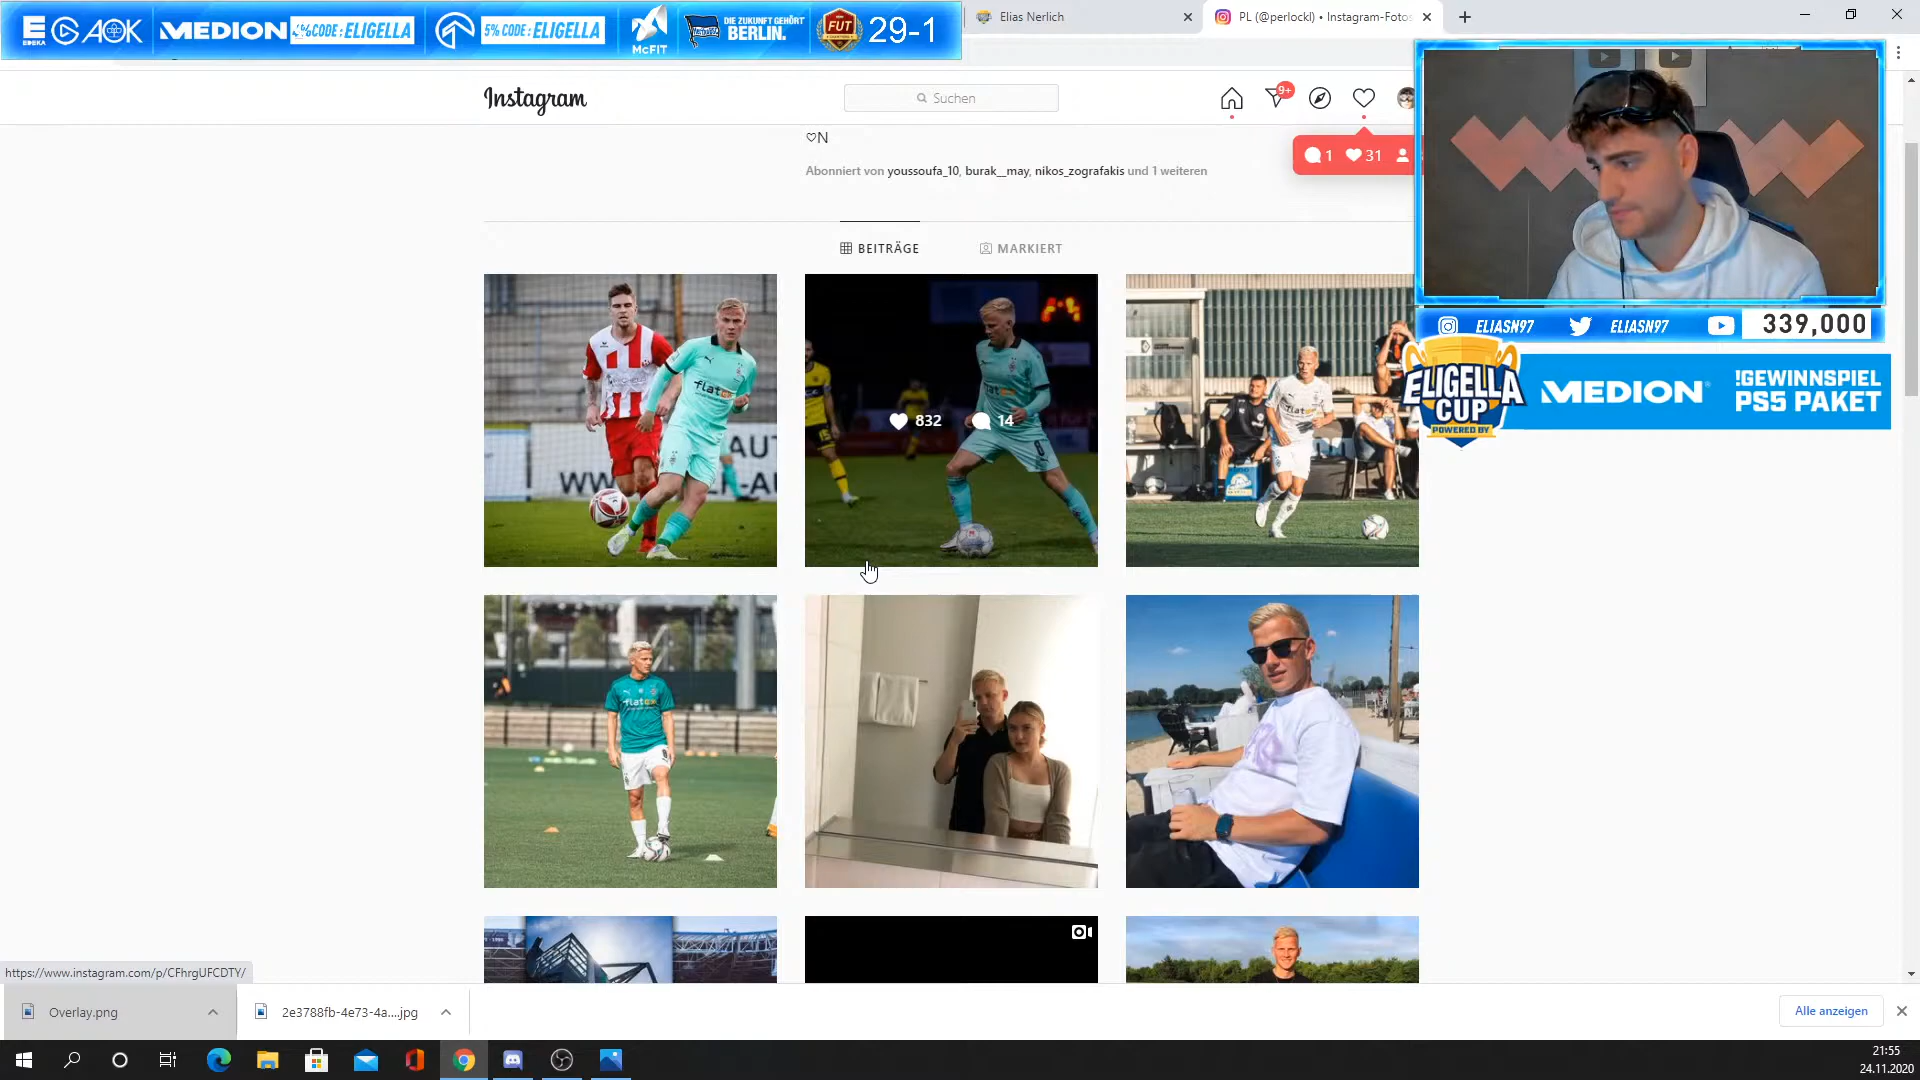 EDEKA
AOK
MEDION
CODE: ELIGELLA
5% CODE: ELIGELLA
McFIT
DIE ZUKUNFT GEHÖRT
BERLIN.
FUT
29-1
Elias Nerlich
PL (@perlockl) • Instagram-Fotos
Instagram
Suchen
9+
1 31
♡N
Abonniert von youssoufa_10, burak__may, nikos_zografakis und 1 weiteren
BEITRÄGE
MARKIERT
832 14
flatex
ELIASN97
ELIASN97
339,000
ELIGELLA
CUP
POWERED BY
MEDION
!GEWINNSPIEL
PS5 PAKET
https://www.instagram.com/p/CFhrgUFCDTY/
Overlay.png
2e3788fb-4e73-4a....jpg
Alle anzeigen
21:55
24.11.2020